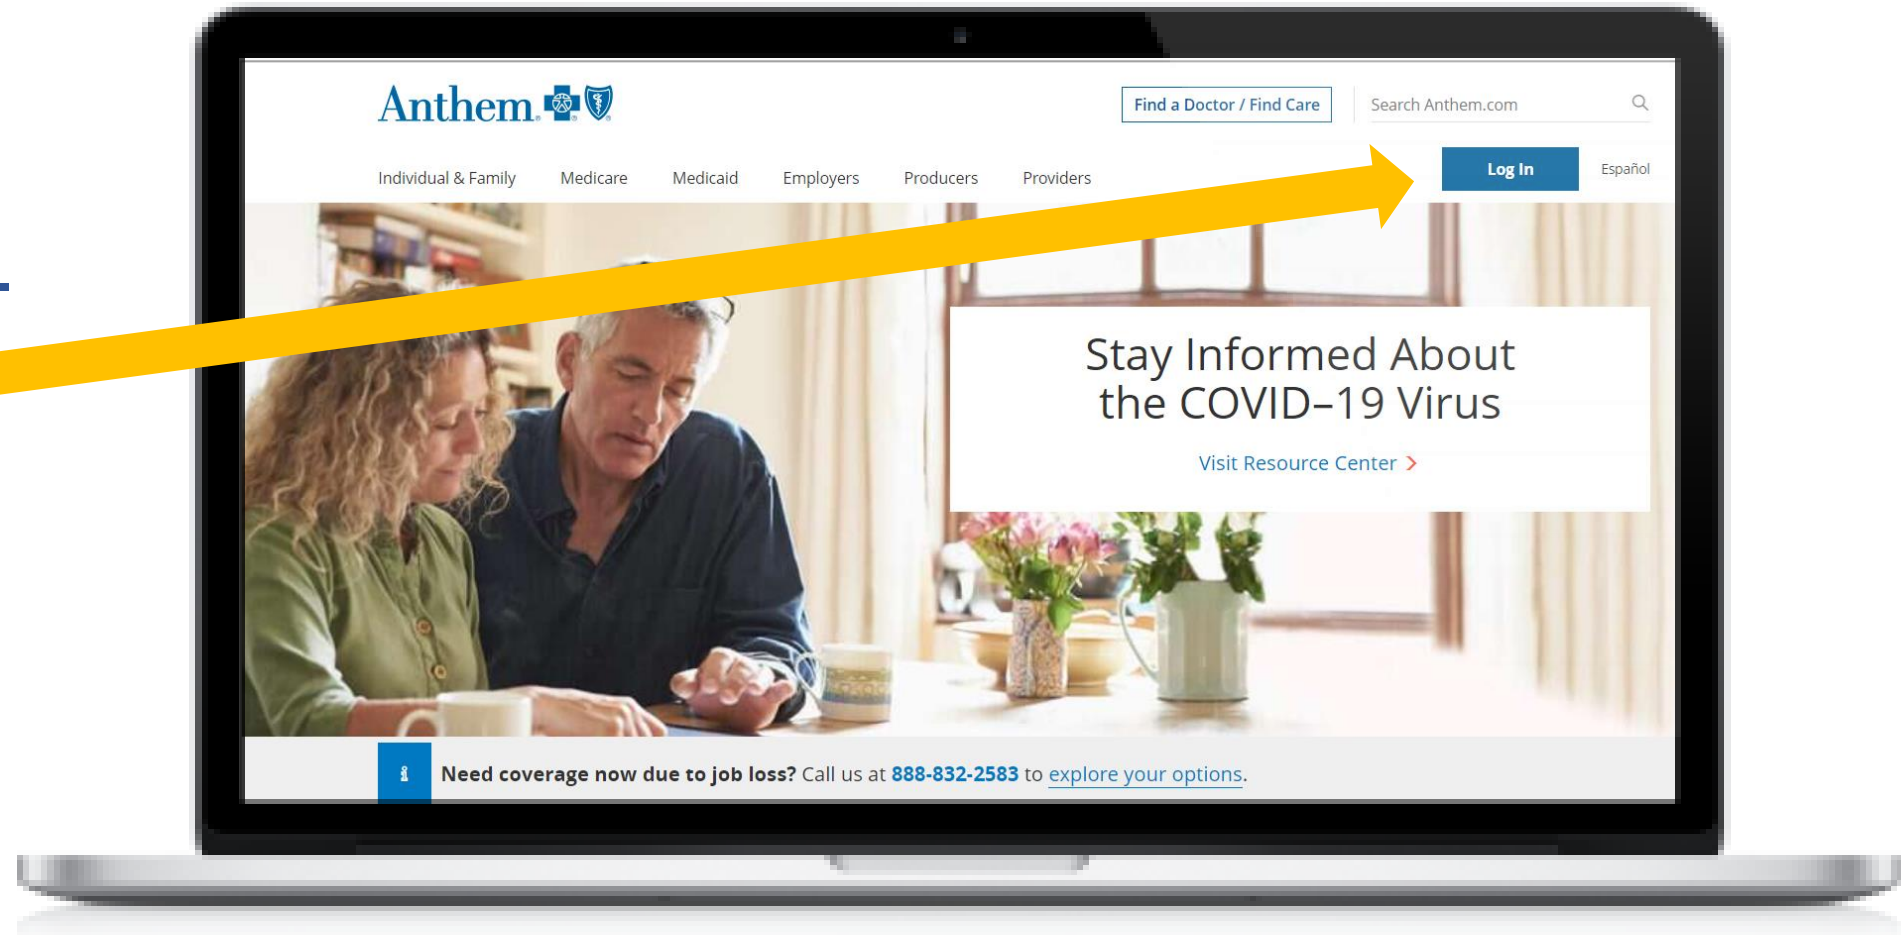 Anthem
Find a Doctor / Find Care
Search Anthem.com
Individual & Family
Medicare
Medicaid
Employers
Producers
Providers
Log In
Español
Stay Informed About
the COVID–19 Virus
Visit Resource Center >
Need coverage now due to job loss? Call us at 888-832-2583 to explore your options.